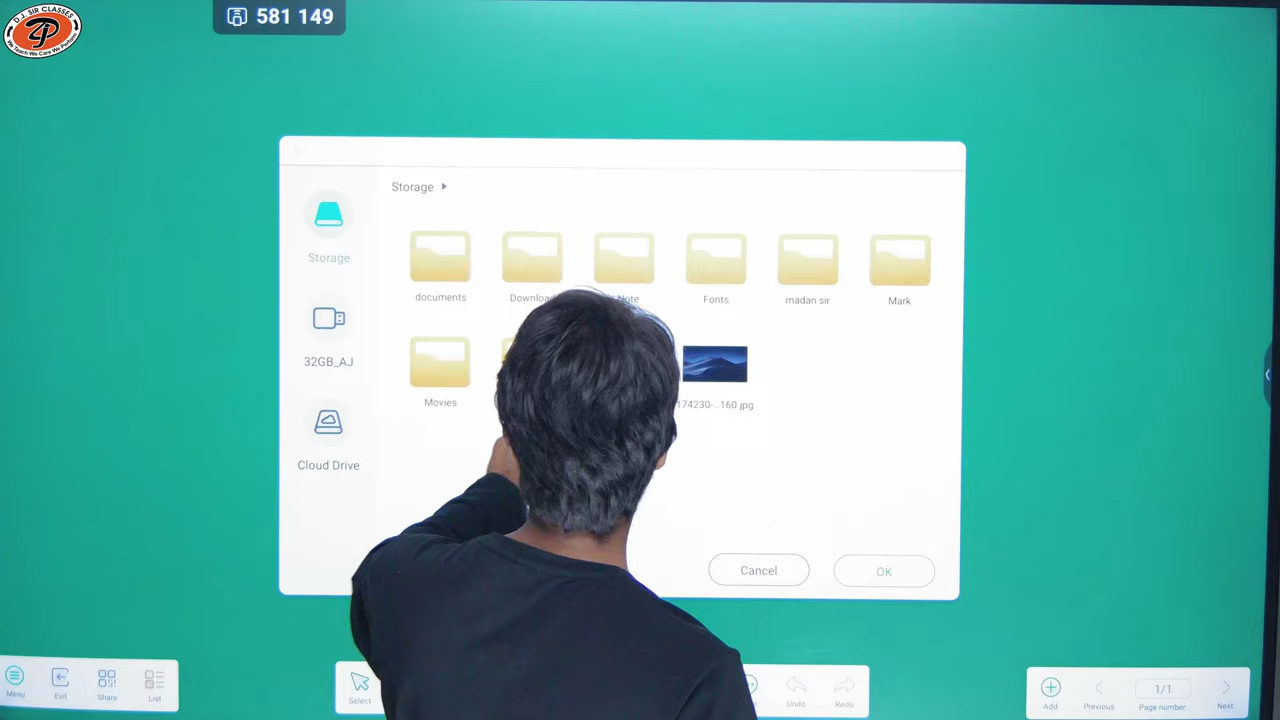 D.J. SIR CLASSES
We Teach We Care We Perform
581 149
Storage
Storage
documents
Note
Fonts
madan sir
Mark
32GB_AJ
Movies
174230-...160.jpg
Cloud Drive
Cancel
OK
Menu
Exit
Share
List
Select
Undo
Redo
Add
Previous
1/1
Page number
Next